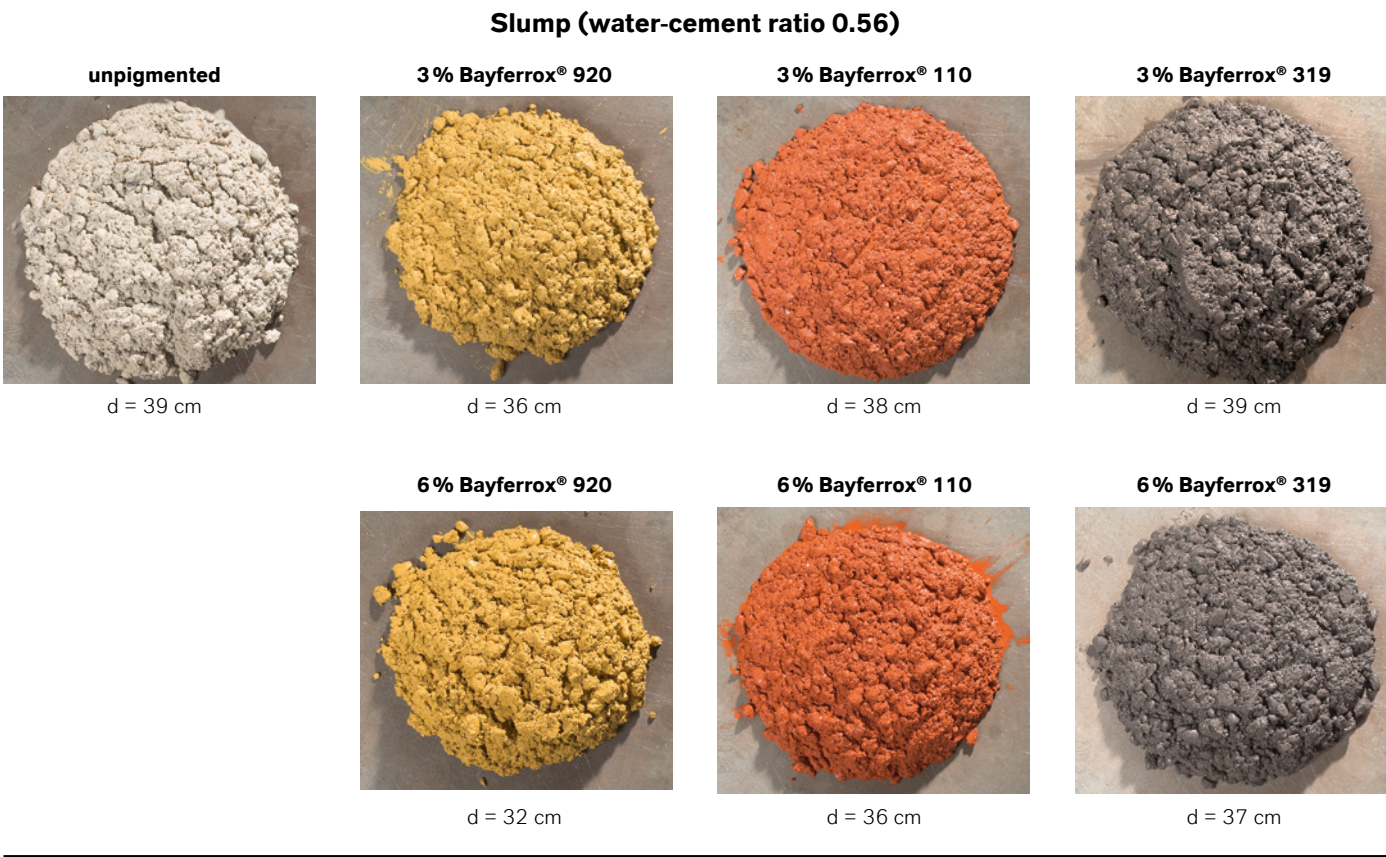 Slump (water-cement ratio 0.56)
unpigmented
3% Bayferrox® 920
3% Bayferrox® 110
3% Bayferrox® 319
d = 39 cm
d = 36 cm
d = 38 cm
d = 39 cm
6% Bayferrox® 920
6% Bayferrox® 110
6% Bayferrox® 319
d = 32 cm
d = 36 cm
d = 37 cm